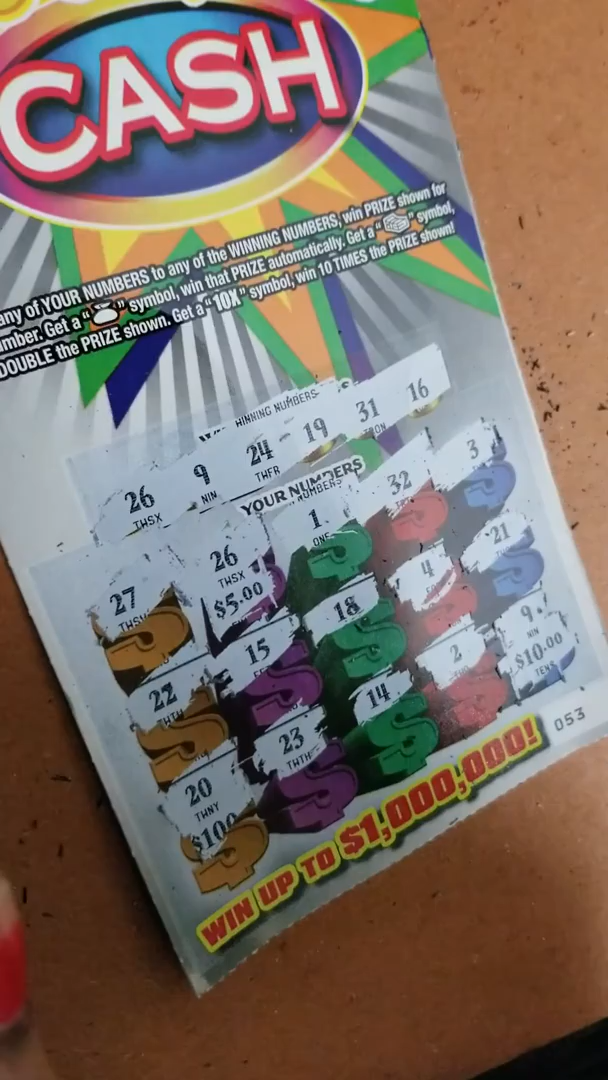 CASH
any of YOUR NUMBERS to any of the WINNING NUMBERS, win PRIZE shown for
number. Get a " " symbol, win that PRIZE automatically. Get a " " symbol,
DOUBLE the PRIZE shown. Get a "10X" symbol, win 10 TIMES the PRIZE shown!
WINNING NUMBERS
26 9 24 19 31 16
THSX NIN THFR
YOUR NUMBERS
27 26 1 32 3
THSX ONE
$5.00
22 15 18 4 21
20 23 14 2 9
THNY THTH NIN
$100 $10.00
TEN$
WIN UP TO $1,000,000!
053